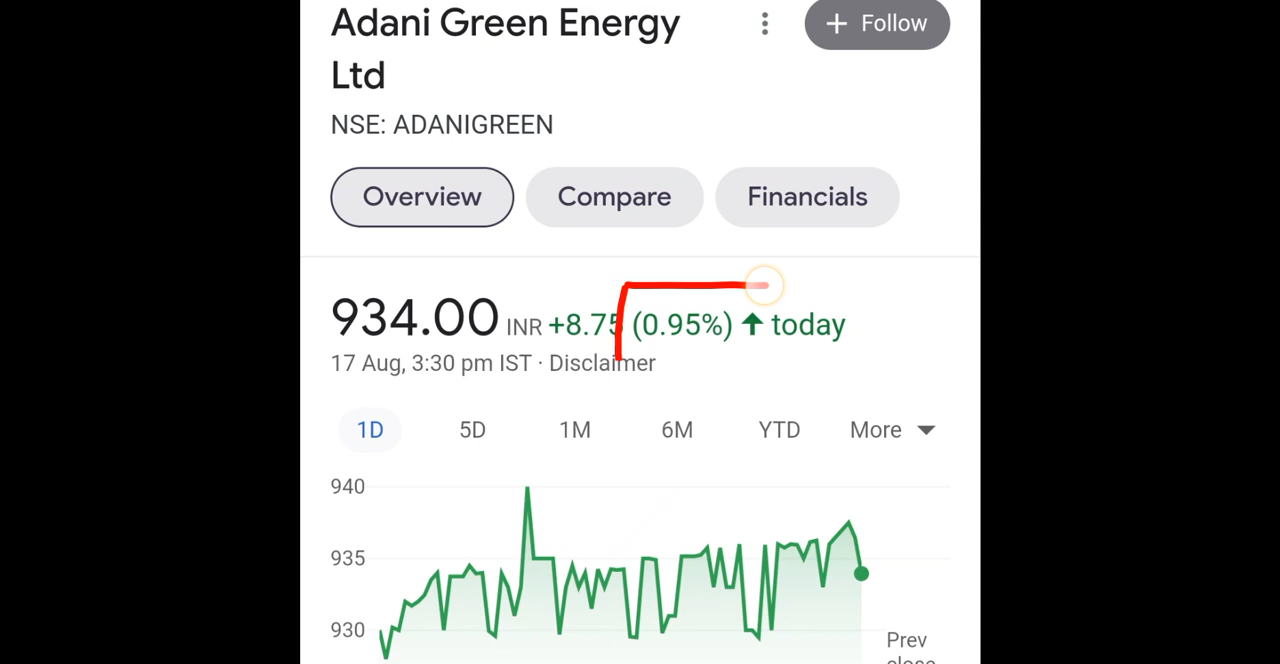 Adani Green Energy
Ltd
+ Follow
NSE: ADANIGREEN
Overview Compare Financials
934.00 INR +8.75 (0.95%) ↑ today
17 Aug, 3:30 pm IST · Disclaimer
1D 5D 1M 6M YTD More
940
935
930
Prev
close